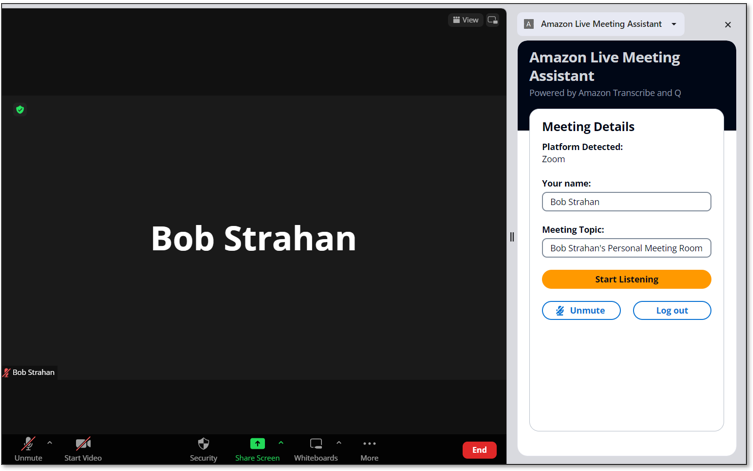 View
Bob Strahan
Bob Strahan
Unmute
Start Video
Security
Share Screen
Whiteboards
More
End
A Amazon Live Meeting Assistant
Amazon Live Meeting
Assistant
Powered by Amazon Transcribe and Q
Meeting Details
Platform Detected:
Zoom
Your name:
Bob Strahan
Meeting Topic:
Bob Strahan's Personal Meeting Room
Start Listening
Unmute
Log out